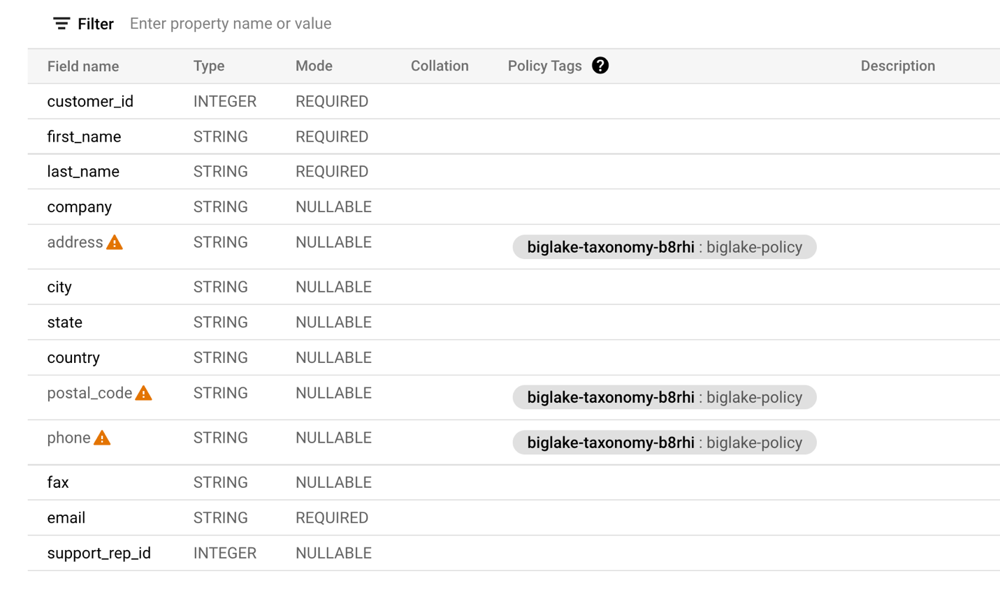 Filter Enter property name or value
Field name Type Mode Collation Policy Tags ? Description
customer_id INTEGER REQUIRED
first_name STRING REQUIRED
last_name STRING REQUIRED
company STRING NULLABLE
address STRING NULLABLE biglake-taxonomy-b8rhi : biglake-policy
city STRING NULLABLE
state STRING NULLABLE
country STRING NULLABLE
postal_code STRING NULLABLE biglake-taxonomy-b8rhi : biglake-policy
phone STRING NULLABLE biglake-taxonomy-b8rhi : biglake-policy
fax STRING NULLABLE
email STRING REQUIRED
support_rep_id INTEGER NULLABLE